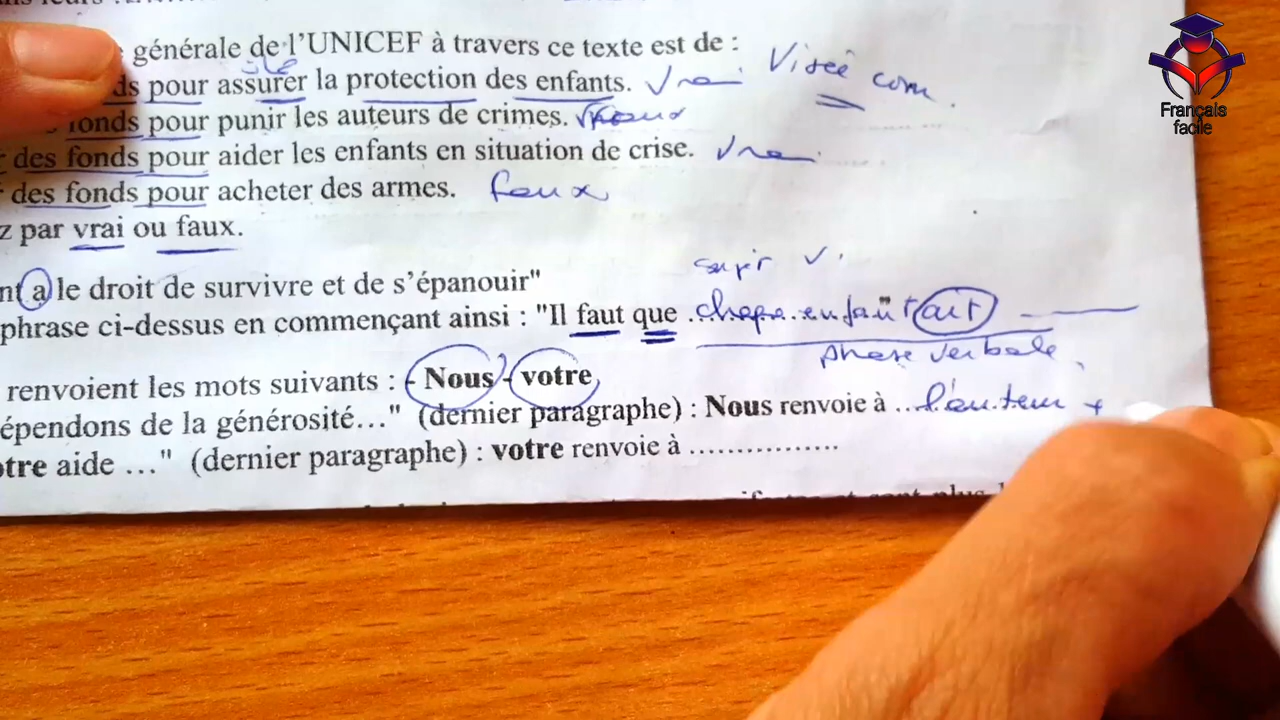 générale de l'UNICEF à travers ce texte est de :
ds pour assurer la protection des enfants. Vrai Visée com.
fonds pour punir les auteurs de crimes.
des fonds pour aider les enfants en situation de crise. Vrai
des fonds pour acheter des armes. faux
z par vrai ou faux.
nt a le droit de survivre et de s'épanouir"
phrase ci-dessus en commençant ainsi : "Il faut que ... enfant ait
phase verbale
renvoient les mots suivants : - Nous - votre
épendons de la générosité…" (dernier paragraphe) : Nous renvoie à … l'auteur +
otre aide …" (dernier paragraphe) : votre renvoie à ……………
Français
facile